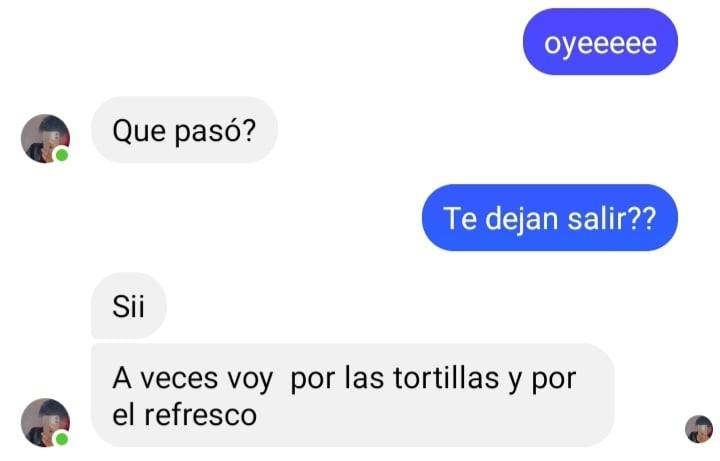 oyeeeee
Que pasó?
Te dejan salir??
Sii
A veces voy  por las tortillas y por
el refresco